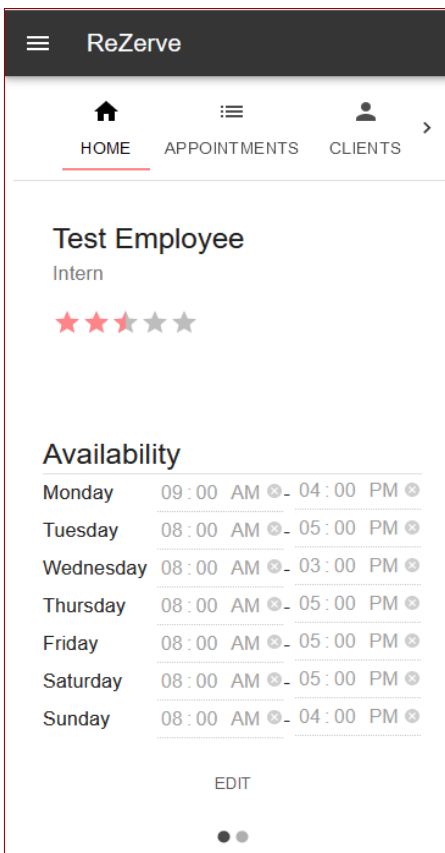 ReZerve
HOME APPOINTMENTS CLIENTS
Test Employee
Intern
Availability
Monday 09:00 AM - 04:00 PM
Tuesday 08:00 AM - 05:00 PM
Wednesday 08:00 AM - 03:00 PM
Thursday 08:00 AM - 05:00 PM
Friday 08:00 AM - 05:00 PM
Saturday 08:00 AM - 05:00 PM
Sunday 08:00 AM - 04:00 PM
EDIT